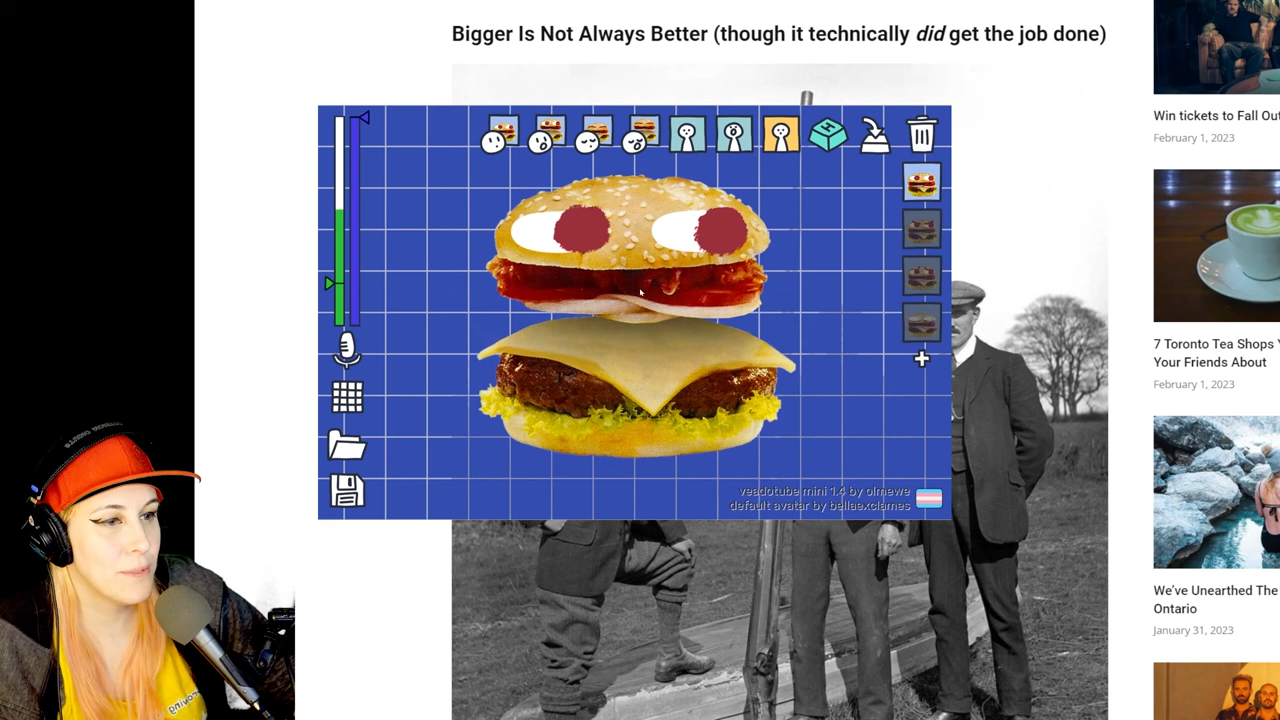 Bigger Is Not Always Better (though it technically did get the job done)
Win tickets to Fall Out
February 1, 2023
7 Toronto Tea Shops
Your Friends About
February 1, 2023
We've Unearthed The
Ontario
January 31, 2023
veadotube mini 1.4 by olmewe
default avatar by bellaexclames